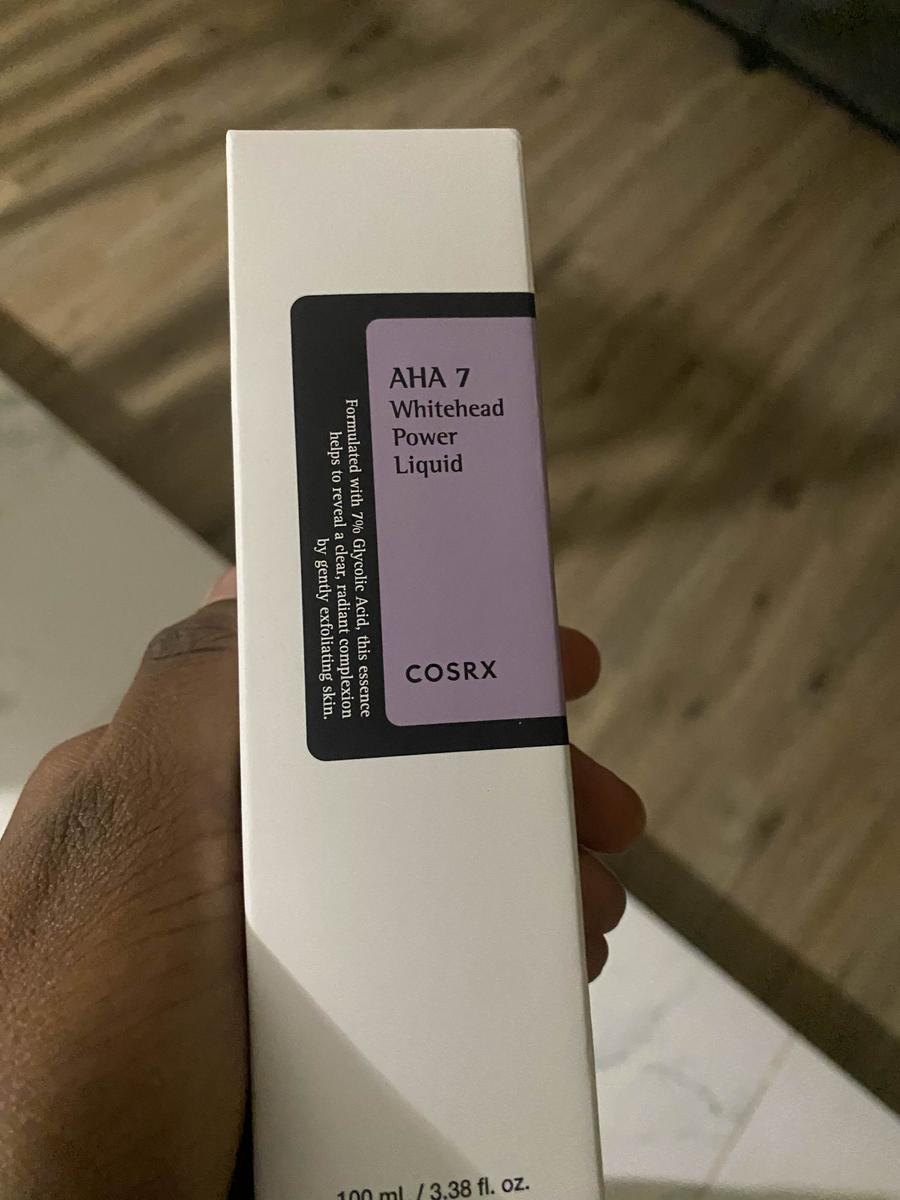 AHA 7
Whitehead
Power
Liquid
COSRX
Formulated with 7% Glycolic Acid, this essence
helps to reveal a clear, radiant complexion
by gently exfoliating skin.
100 ml / 3.38 fl. oz.